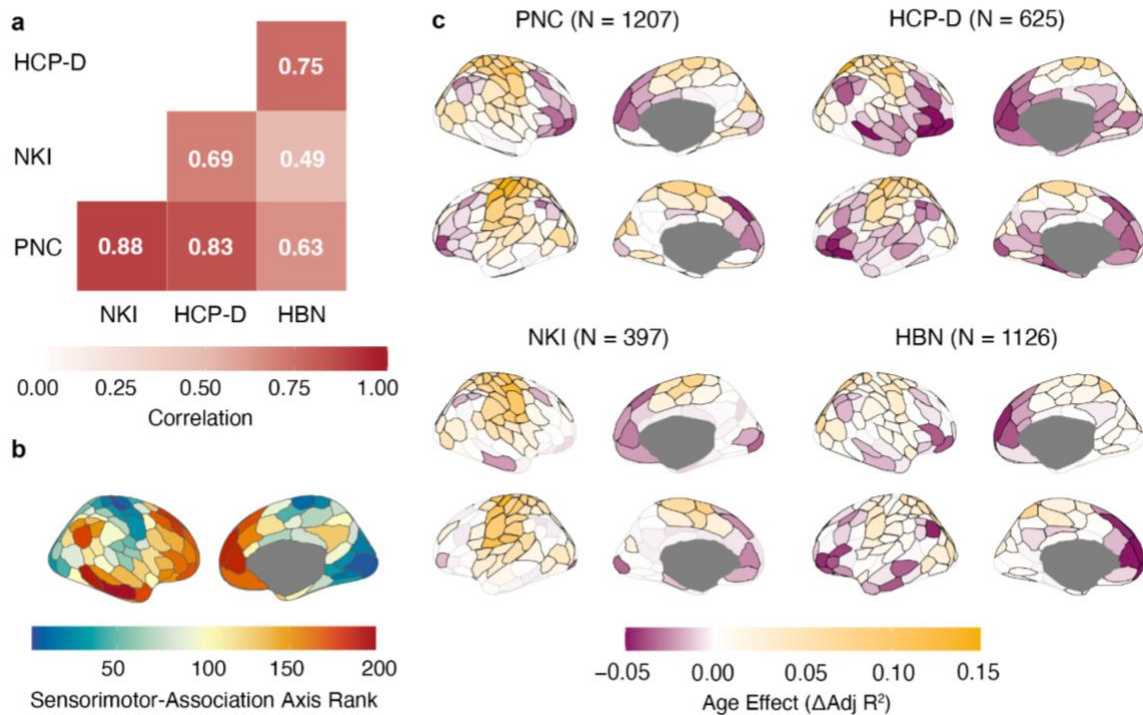 a
HCP-D
0.75
NKI
0.69 0.49
PNC
0.88 0.83 0.63
NKI HCP-D HBN
0.00 0.25 0.50 0.75 1.00
Correlation
b
50 100 150 200
Sensorimotor-Association Axis Rank
c
PNC (N = 1207) HCP-D (N = 625)
NKI (N = 397) HBN (N = 1126)
−0.05 0.00 0.05 0.10 0.15
Age Effect (ΔAdj R²)